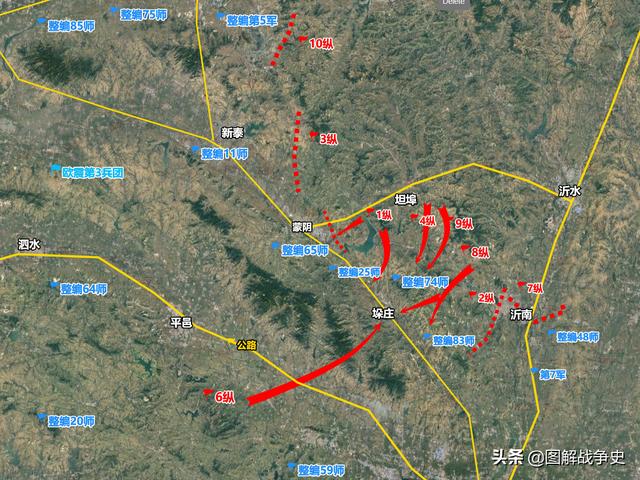 Delete
整编75师
整编第5军
整编85师
10纵
新泰
3纵
整编11师
欧震第3兵团
沂水
坦埠
1纵
4纵
9纵
蒙阴
泗水
整编65师
8纵
整编25师
整编74师
整编64师
7纵
2纵
垛庄
沂南
平邑
整编83师
整编48师
公路
第7军
6纵
整编20师
头条 @图解战争史
整编59师